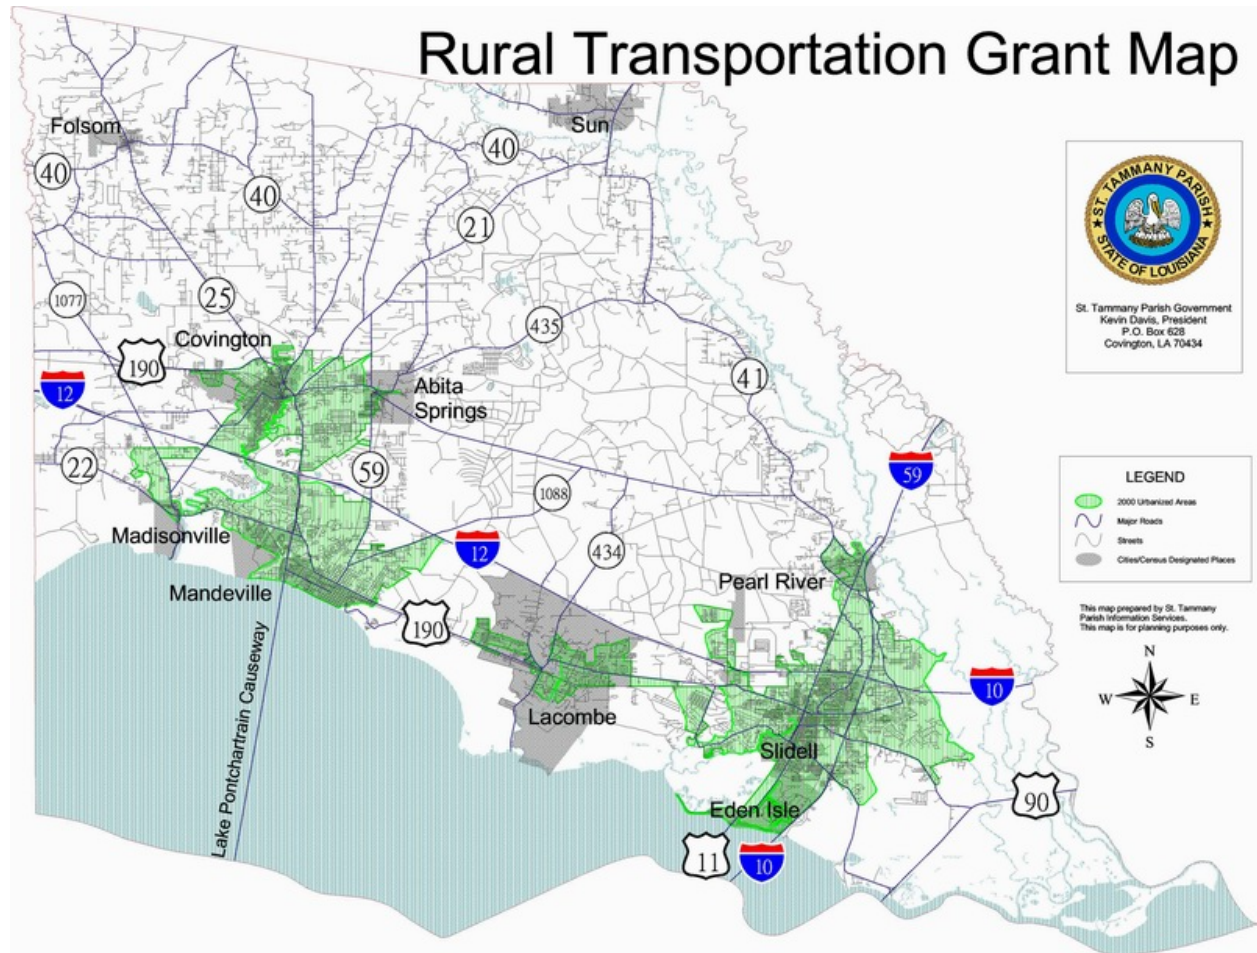 Rural Transportation Grant Map
Folsom
Sun
40
40
40
21
ST. TAMMANY PARISH
STATE OF LOUISIANA
1077
25
435
St. Tammany Parish Government
Kevin Davis, President
P.O. Box 628
Covington, LA 70434
Covington
190
12
41
Abita
Springs
22
59
59
1088
LEGEND
2000 Urbanized Areas
Major Roads
Streets
Cities/Census Designated Places
Madisonville
12
434
Pearl River
Mandeville
190
This map prepared by St. Tammany
Parish Information Services.
This map is for planning purposes only.
N
W
E
S
10
Lake Pontchartrain Causeway
Lacombe
Slidell
Eden Isle
90
11
10